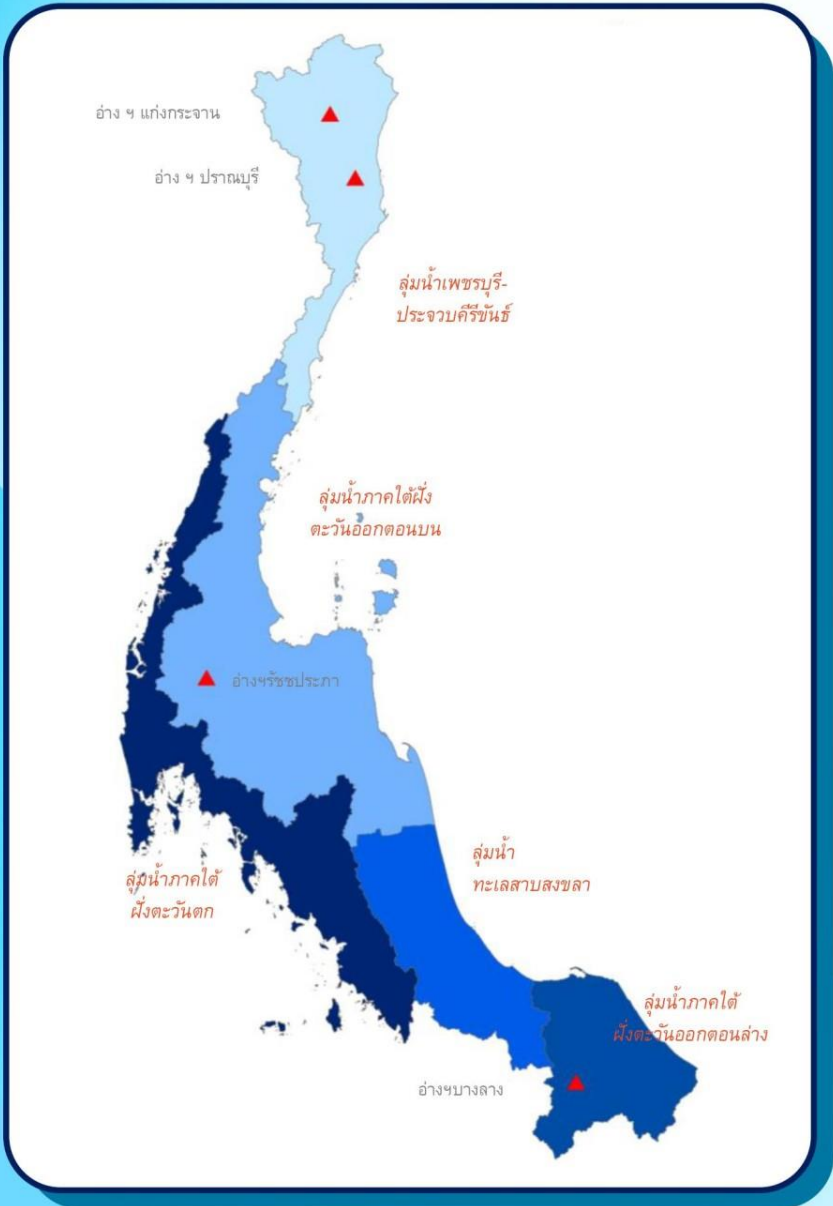 อ่าง ฯ แก่งกระจาน
อ่าง ฯ ปราณบุรี
ลุ่มน้ำเพชรบุรี-
ประจวบคีรีขันธ์
ลุ่มน้ำภาคใต้ฝั่ง
ตะวันออกตอนบน
อ่างฯรัชชประภา
ลุ่มน้ำ
ทะเลสาบสงขลา
ลุ่มน้ำภาคใต้
ฝั่งตะวันตก
ลุ่มน้ำภาคใต้
ฝั่งตะวันออกตอนล่าง
อ่างฯบางลาง